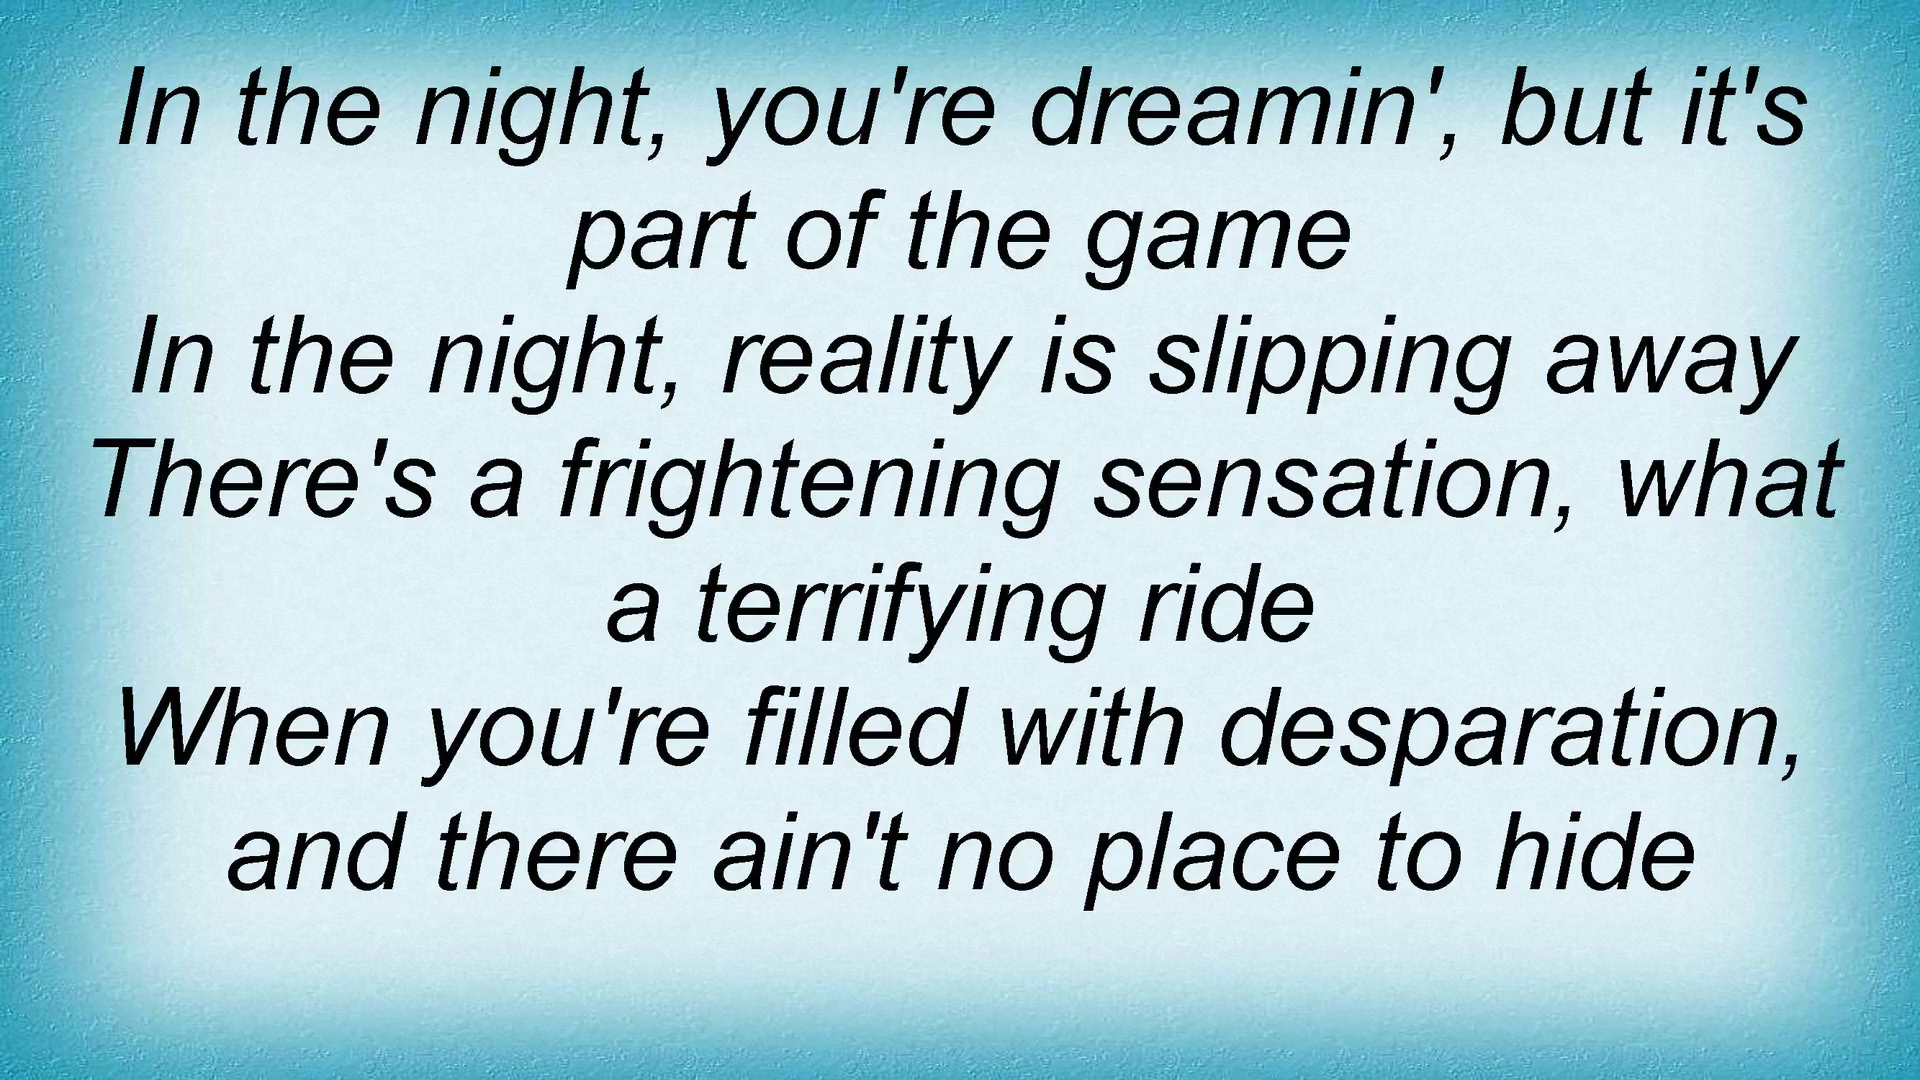 In the night, you're dreamin', but it's
part of the game
In the night, reality is slipping away
There's a frightening sensation, what
a terrifying ride
When you're filled with desparation,
and there ain't no place to hide